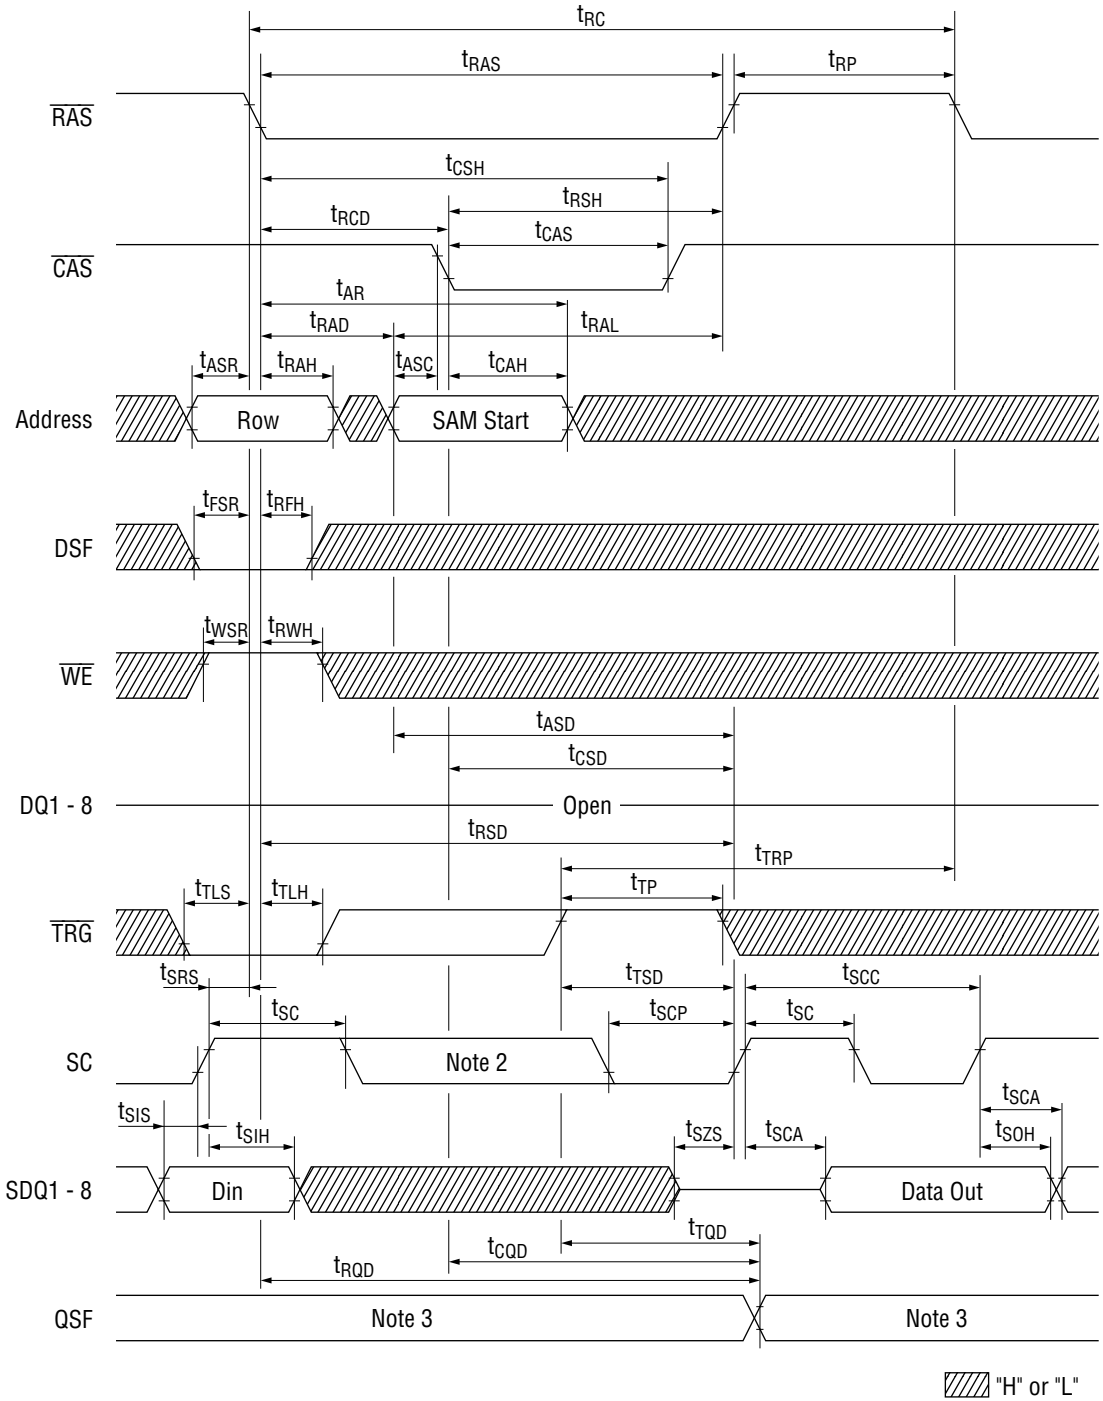 tRC
tRAS tRP
RAS
tCSH
tRSH
tRCD
tCAS
CAS
tAR
tRAD tRAL
tASR tRAH tASC tCAH
Address Row SAM Start
tFSR tRFH
DSF
tWSR tRWH
WE
tASD
tCSD
DQ1 - 8 Open
tRSD
tTRP
tTLS tTLH tTP
TRG
tSRS tTSD tSCC
tSC tSCP tSC
SC Note 2
tSIS tSCA
tSIH tSZS tSCA tSOH
SDQ1 - 8 Din Data Out
tTQD
tCQD
tRQD
QSF Note 3 Note 3
"H" or "L"